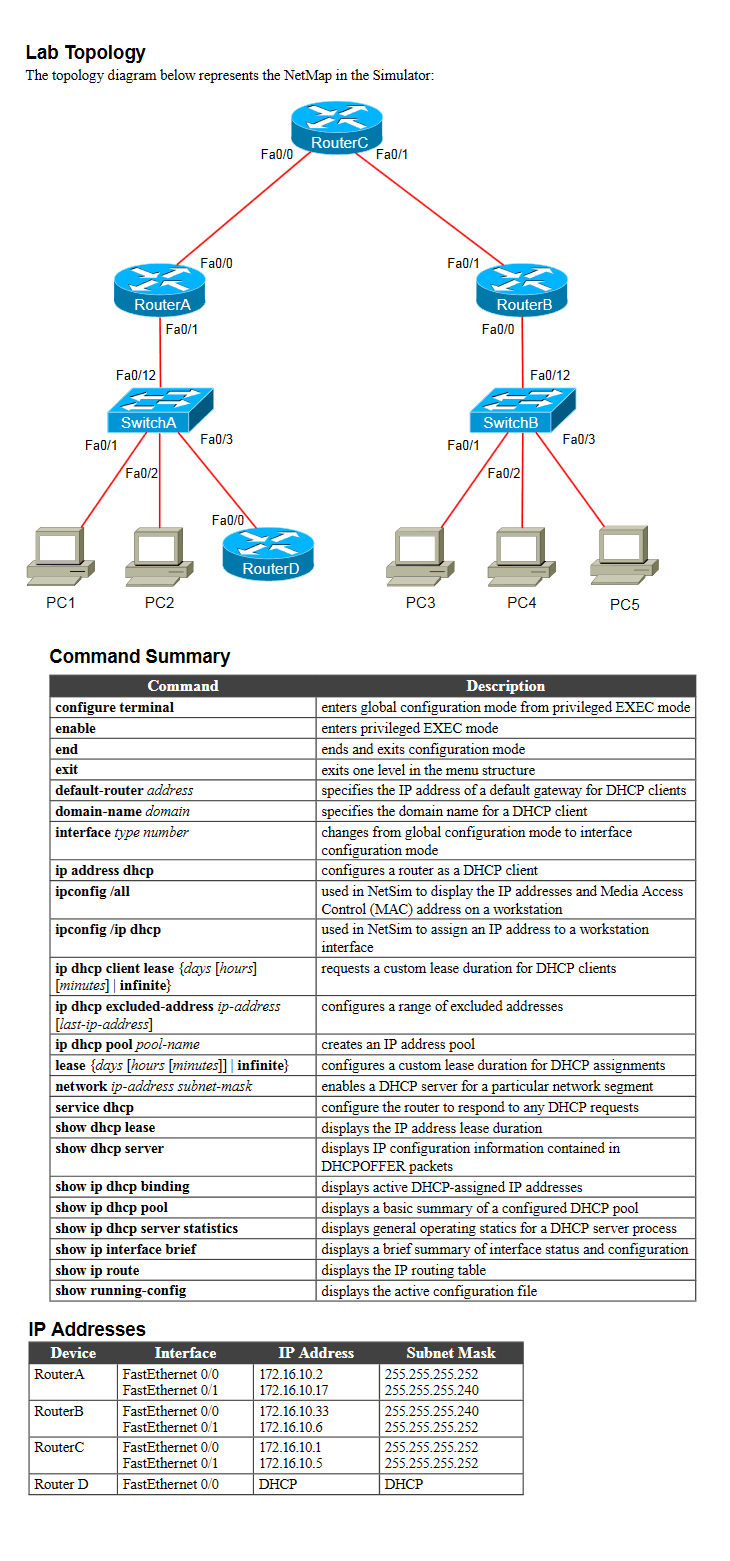 Lab Topology
The topology diagram below represents the NetMap in the Simulator:
RouterC
Fa0/0
Fa0/1
Fa0/0
Fa0/1
RouterA
RouterB
Fa0/1
Fa0/0
Fa0/12
Fa0/12
SwitchA
SwitchB
Fa0/1
Fa0/3
Fa0/1
Fa0/3
Fa0/2
Fa0/2
Fa0/0
RouterD
PC1
PC2
PC3
PC4
PC5
Command Summary
Command Description
configure terminal enters global configuration mode from privileged EXEC mode
enable enters privileged EXEC mode
end ends and exits configuration mode
exit exits one level in the menu structure
default-router address specifies the IP address of a default gateway for DHCP clients
domain-name domain specifies the domain name for a DHCP client
interface type number changes from global configuration mode to interface
configuration mode
ip address dhcp configures a router as a DHCP client
ipconfig /all used in NetSim to display the IP addresses and Media Access
Control (MAC) address on a workstation
ipconfig /ip dhcp used in NetSim to assign an IP address to a workstation
interface
ip dhcp client lease {days [hours] requests a custom lease duration for DHCP clients
[minutes] | infinite}
ip dhcp excluded-address ip-address configures a range of excluded addresses
[last-ip-address]
ip dhcp pool pool-name creates an IP address pool
lease {days [hours [minutes]] | infinite} configures a custom lease duration for DHCP assignments
network ip-address subnet-mask enables a DHCP server for a particular network segment
service dhcp configure the router to respond to any DHCP requests
show dhcp lease displays the IP address lease duration
show dhcp server displays IP configuration information contained in
DHCPOFFER packets
show ip dhcp binding displays active DHCP-assigned IP addresses
show ip dhcp pool displays a basic summary of a configured DHCP pool
show ip dhcp server statistics displays general operating statics for a DHCP server process
show ip interface brief displays a brief summary of interface status and configuration
show ip route displays the IP routing table
show running-config displays the active configuration file
IP Addresses
Device Interface IP Address Subnet Mask
RouterA FastEthernet 0/0 172.16.10.2 255.255.255.252
FastEthernet 0/1 172.16.10.17 255.255.255.240
RouterB FastEthernet 0/0 172.16.10.33 255.255.255.240
FastEthernet 0/1 172.16.10.6 255.255.255.252
RouterC FastEthernet 0/0 172.16.10.1 255.255.255.252
FastEthernet 0/1 172.16.10.5 255.255.255.252
Router D FastEthernet 0/0 DHCP DHCP